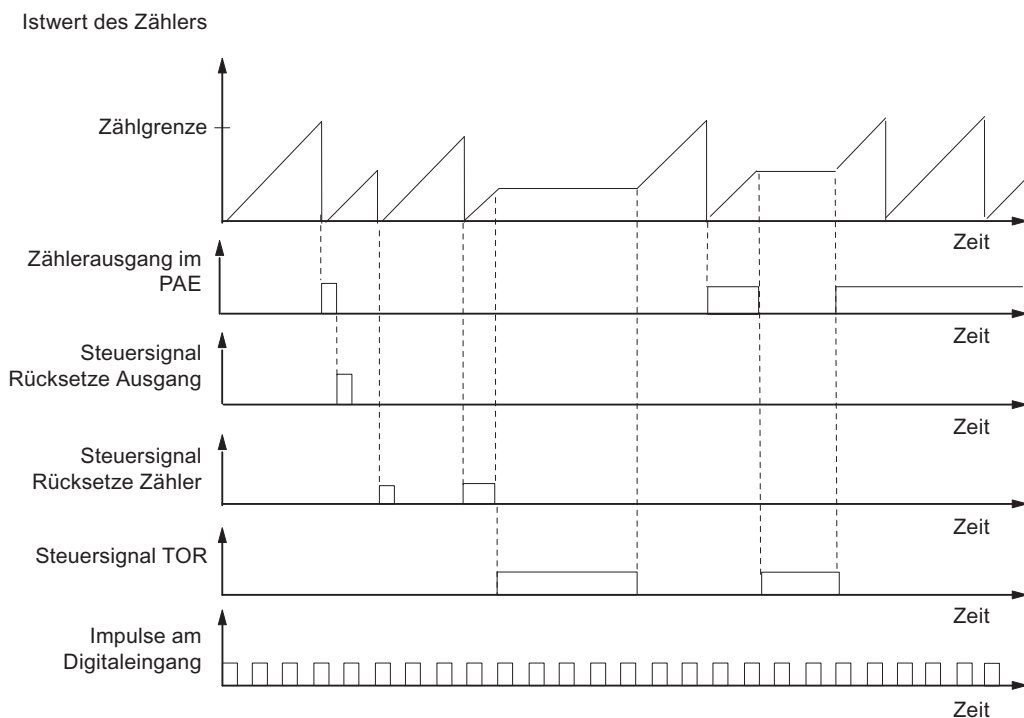 Istwert des Zählers
Zählgrenze
Zeit
Zählerausgang im
PAE
Zeit
Steuersignal
Rücksetze Ausgang
Zeit
Steuersignal
Rücksetze Zähler
Zeit
Steuersignal TOR
Zeit
Impulse am
Digitaleingang
Zeit